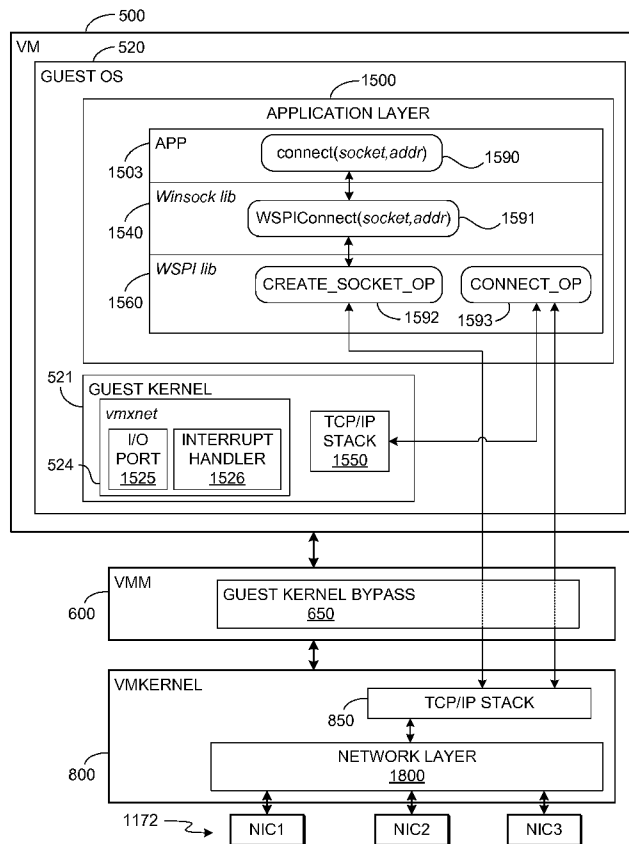 500
VM
520
GUEST OS
1500
APPLICATION LAYER
APP
connect(socket,addr)
1590
1503
Winsock lib
WSPIConnect(socket,addr)
1591
1540
WSPI lib
CREATE_SOCKET_OP
CONNECT_OP
1560
1592
1593
521
GUEST KERNEL
vmxnet
I/O
PORT
1525
INTERRUPT
HANDLER
1526
TCP/IP
STACK
1550
524
VMM
GUEST KERNEL BYPASS
650
600
VMKERNEL
TCP/IP STACK
850
NETWORK LAYER
1800
800
1172
NIC1
NIC2
NIC3